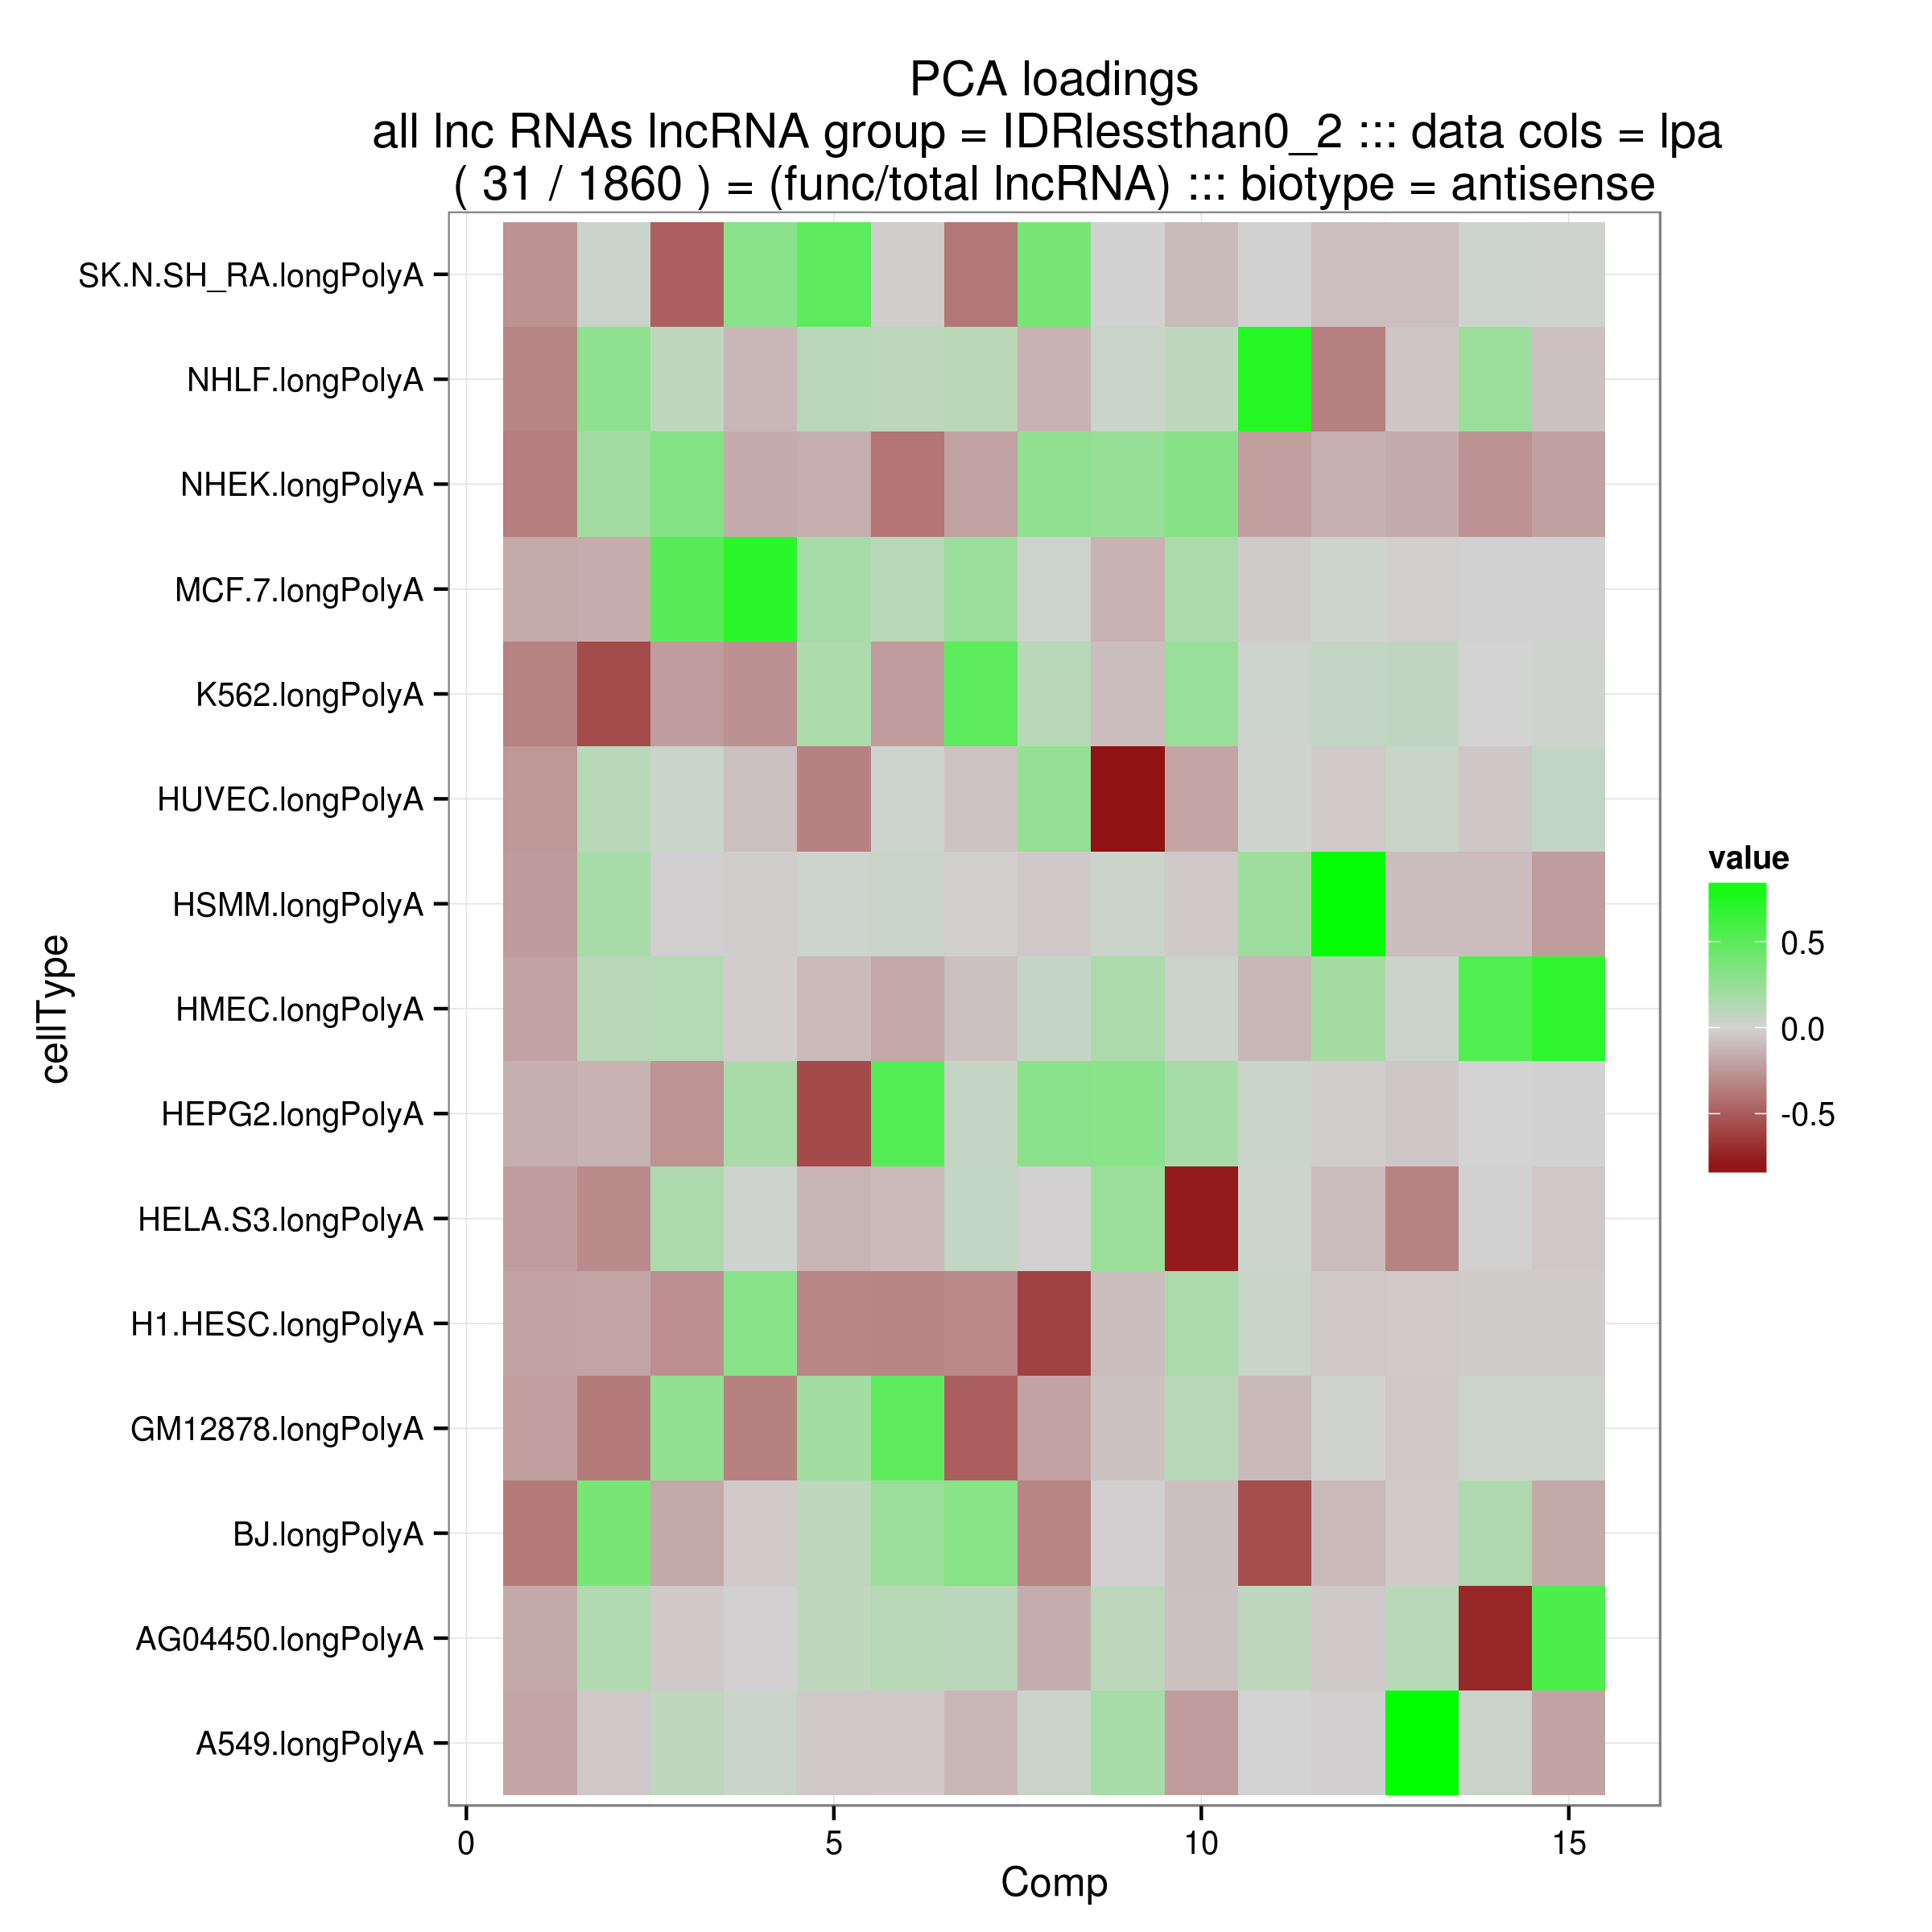 PCA loadings
all lnc RNAs lncRNA group = IDRlessthan0_2 ::: data cols = lpa
( 31 / 1860 ) = (func/total lncRNA) ::: biotype = antisense
SK.N.SH_RA.longPolyA
NHLF.longPolyA
NHEK.longPolyA
MCF.7.longPolyA
K562.longPolyA
HUVEC.longPolyA
HSMM.longPolyA
HMEC.longPolyA
HEPG2.longPolyA
HELA.S3.longPolyA
H1.HESC.longPolyA
GM12878.longPolyA
BJ.longPolyA
AG04450.longPolyA
A549.longPolyA
cellType
0 5 10 15
Comp
value
0.5
0.0
-0.5